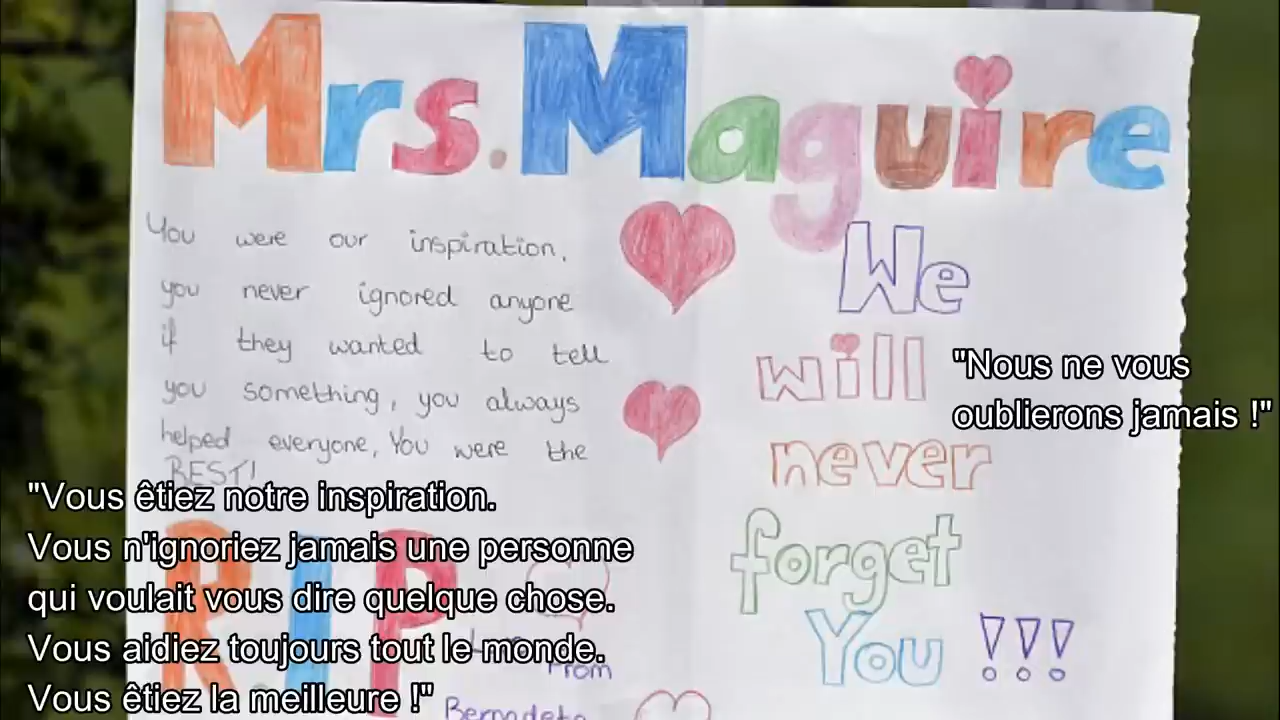 Mrs. Maguire
You were our inspiration,
you never ignored anyone
if they wanted to tell
you something, you always
helped everyone, You were the
BEST!
R.I.P
Love
From
Bernadeta
We
will
never
forget
You !!!
"Nous ne vous
oublierons jamais !"
"Vous êtiez notre inspiration.
Vous n'ignoriez jamais une personne
qui voulait vous dire quelque chose.
Vous aidiez toujours tout le monde.
Vous êtiez la meilleure !"